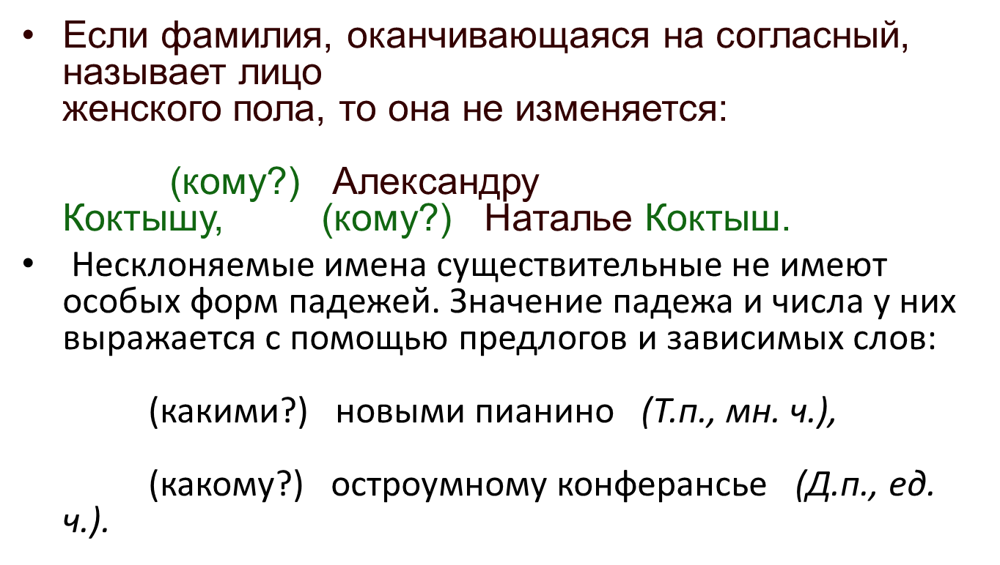 • Если фамилия, оканчивающаяся на согласный,
называет лицо
женского пола, то она не изменяется:
(кому?) Александру
Коктышу, (кому?) Наталье Коктыш.
• Несклоняемые имена существительные не имеют
особых форм падежей. Значение падежа и числа у них
выражается с помощью предлогов и зависимых слов:
(какими?) новыми пианино (Т.п., мн. ч.),
(какому?) остроумному конферансье (Д.п., ед.
ч.).